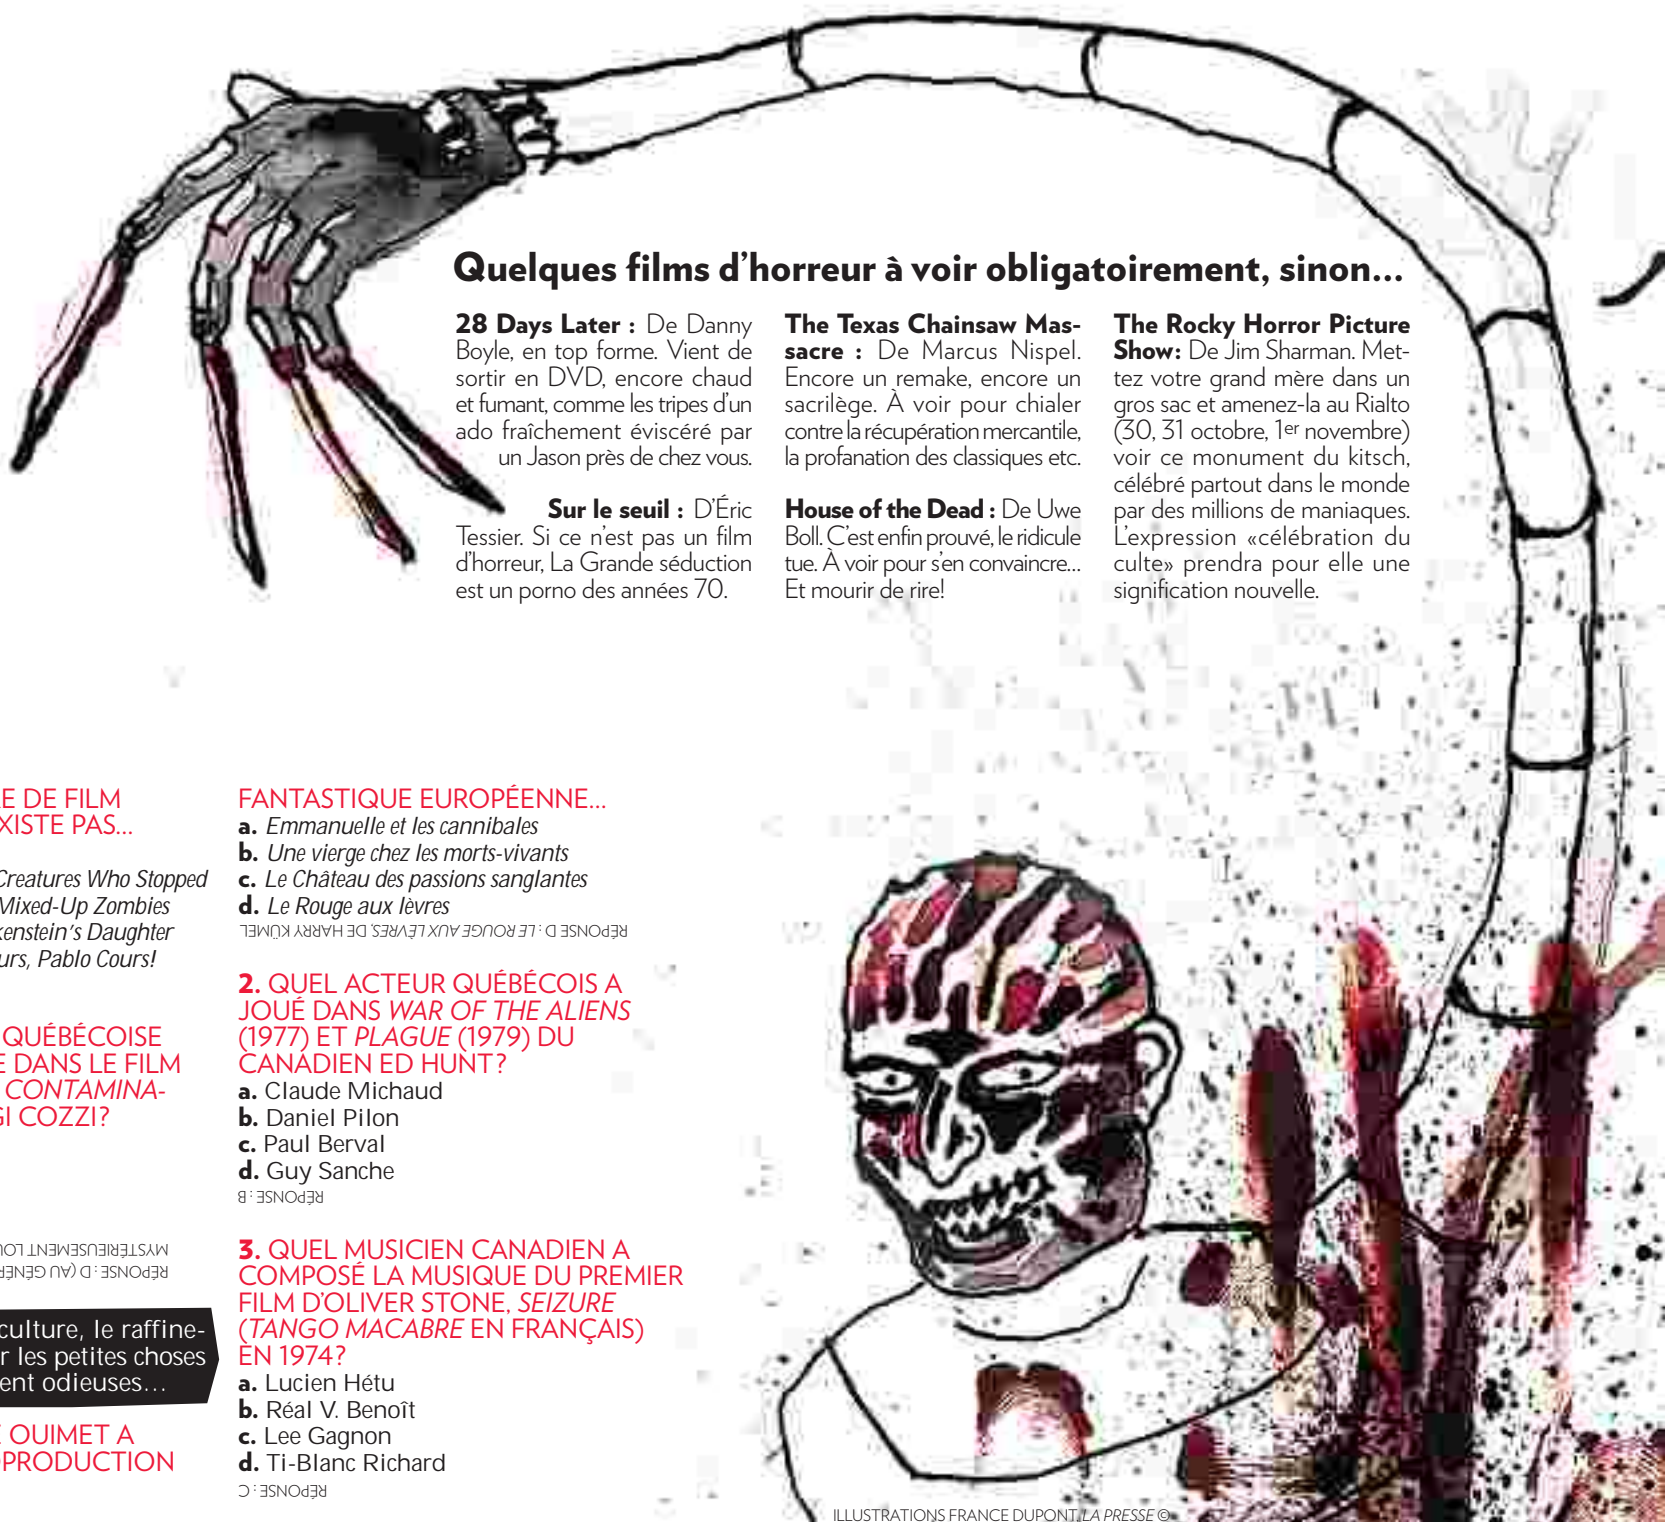 Quelques films d’horreur à voir obligatoirement, sinon...
28 Days Later : De Danny
Boyle, en top forme. Vient de
sortir en DVD, encore chaud
et fumant, comme les tripes d’un
ado fraîchement éviscéré par
un Jason près de chez vous.
Sur le seuil : D’Éric
Tessier. Si ce n’est pas un film
d’horreur, La Grande séduction
est un porno des années 70.
The Texas Chainsaw Mas-
sacre : De Marcus Nispel.
Encore un remake, encore un
sacrilège. À voir pour chialer
contre la récupération mercantile,
la profanation des classiques etc.
House of the Dead : De Uwe
Boll. C’est enfin prouvé, le ridicule
tue. À voir pour s’en convaincre...
Et mourir de rire!
The Rocky Horror Picture
Show: De Jim Sharman. Met-
tez votre grand mère dans un
gros sac et amenez-la au Rialto
(30, 31 octobre, 1er novembre)
voir ce monument du kitsch,
célébré partout dans le monde
par des millions de maniaques.
L’expression «célébration du
culte» prendra pour elle une
signification nouvelle.
E DE FILM
XISTE PAS...
Creatures Who Stopped
Mixed-Up Zombies
kenstein’s Daughter
urs, Pablo Cours!
QUÉBÉCOISE
E DANS LE FILM
CONTAMINA-
GI COZZI?
RÉPONSE : D (AU GÉNÉR
MYSTÉRIEUSEMENT LOU
culture, le raffine-
r les petites choses
ent odieuses...
E OUIMET A
OPRODUCTION
FANTASTIQUE EUROPÉENNE...
a. Emmanuelle et les cannibales
b. Une vierge chez les morts-vivants
c. Le Château des passions sanglantes
d. Le Rouge aux lèvres
RÉPONSE D : LE ROUGE AUX LÈVRES, DE HARRY KÜMEL
2. QUEL ACTEUR QUÉBÉCOIS A
JOUÉ DANS WAR OF THE ALIENS
(1977) ET PLAGUE (1979) DU
CANADIEN ED HUNT?
a. Claude Michaud
b. Daniel Pilon
c. Paul Berval
d. Guy Sanche
RÉPONSE : B
3. QUEL MUSICIEN CANADIEN A
COMPOSÉ LA MUSIQUE DU PREMIER
FILM D’OLIVER STONE, SEIZURE
(TANGO MACABRE EN FRANÇAIS)
EN 1974?
a. Lucien Hétu
b. Réal V. Benoît
c. Lee Gagnon
d. Ti-Blanc Richard
RÉPONSE : C
ILLUSTRATIONS FRANCE DUPONT, LA PRESSE ©